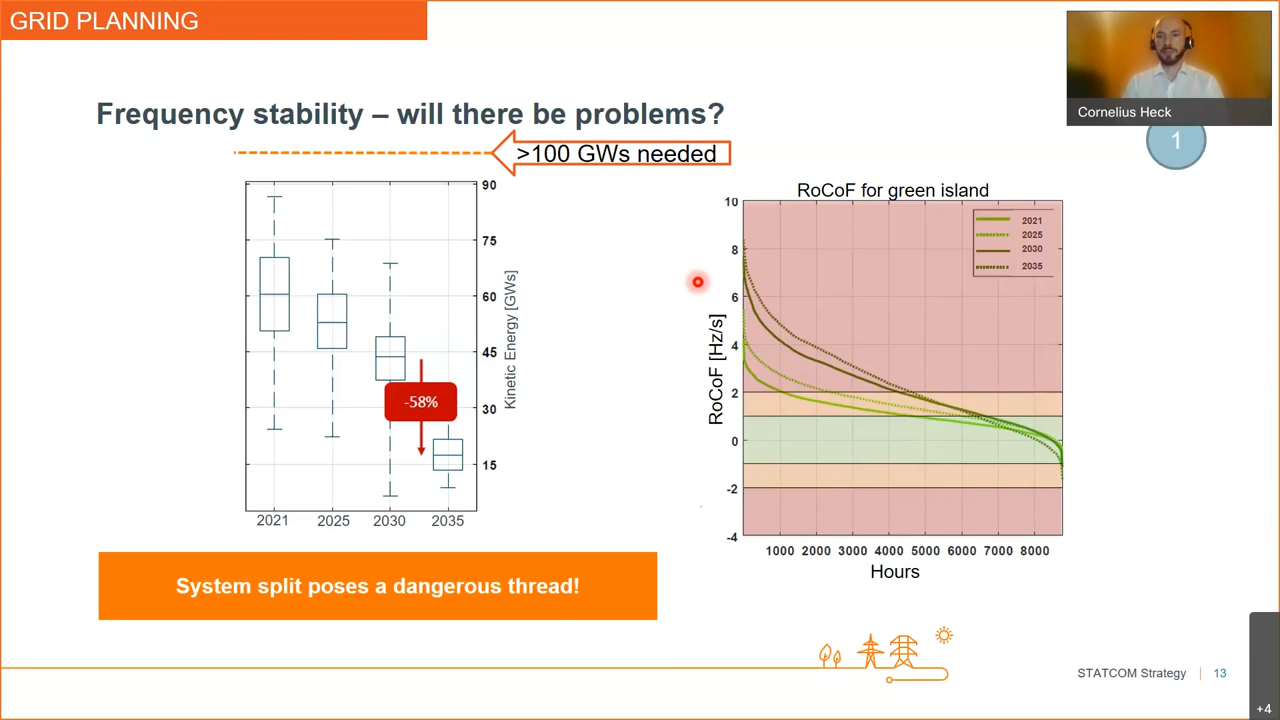 GRID PLANNING
Cornelius Heck
Frequency stability – will there be problems?
1
>100 GWs needed
90
75
60
45
30
15
Kinetic Energy [GWs]
-58%
2021 2025 2030 2035
RoCoF for green island
10
8
6
4
2
0
-2
-4
RoCoF [Hz/s]
2021
2025
2030
2035
1000 2000 3000 4000 5000 6000 7000 8000
Hours
System split poses a dangerous thread!
STATCOM Strategy | 13
+4